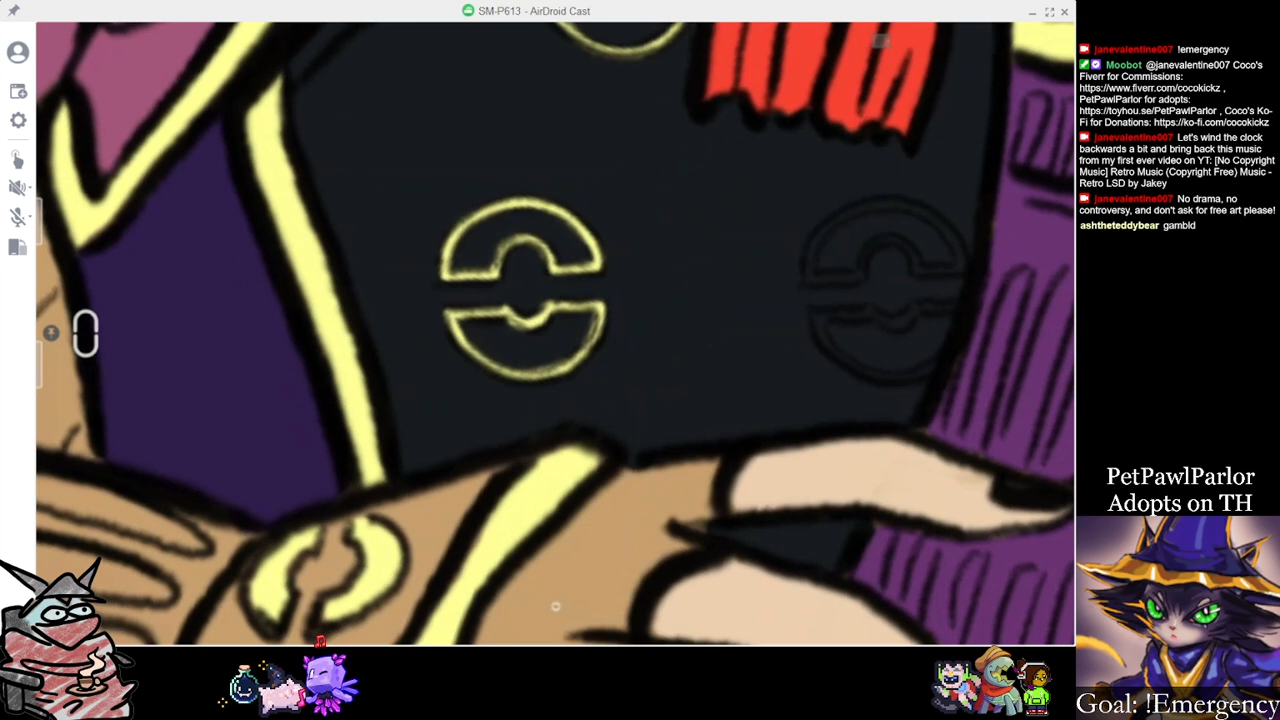 SM-P613 - AirDroid Cast
janevalentine007 !emergency
Moobot @janevalentine007 Coco's
Fiverr for Commissions:
https://www.fiverr.com/cocokickz ,
PetPawlParlor for adopts:
https://toyhou.se/PetPawlParlor , Coco's Ko-
Fi for Donations: https://ko-fi.com/cocokickz
janevalentine007 Let's wind the clock
backwards a bit and bring back this music
from my first ever video on YT: [No Copyright
Music] Retro Music (Copyright Free) Music -
Retro LSD by Jakey
janevalentine007 No drama, no
controversy, and don't ask for free art please!
ashtheteddybear gambld
PetPawlParlor
Adopts on TH
Goal: !Emergency